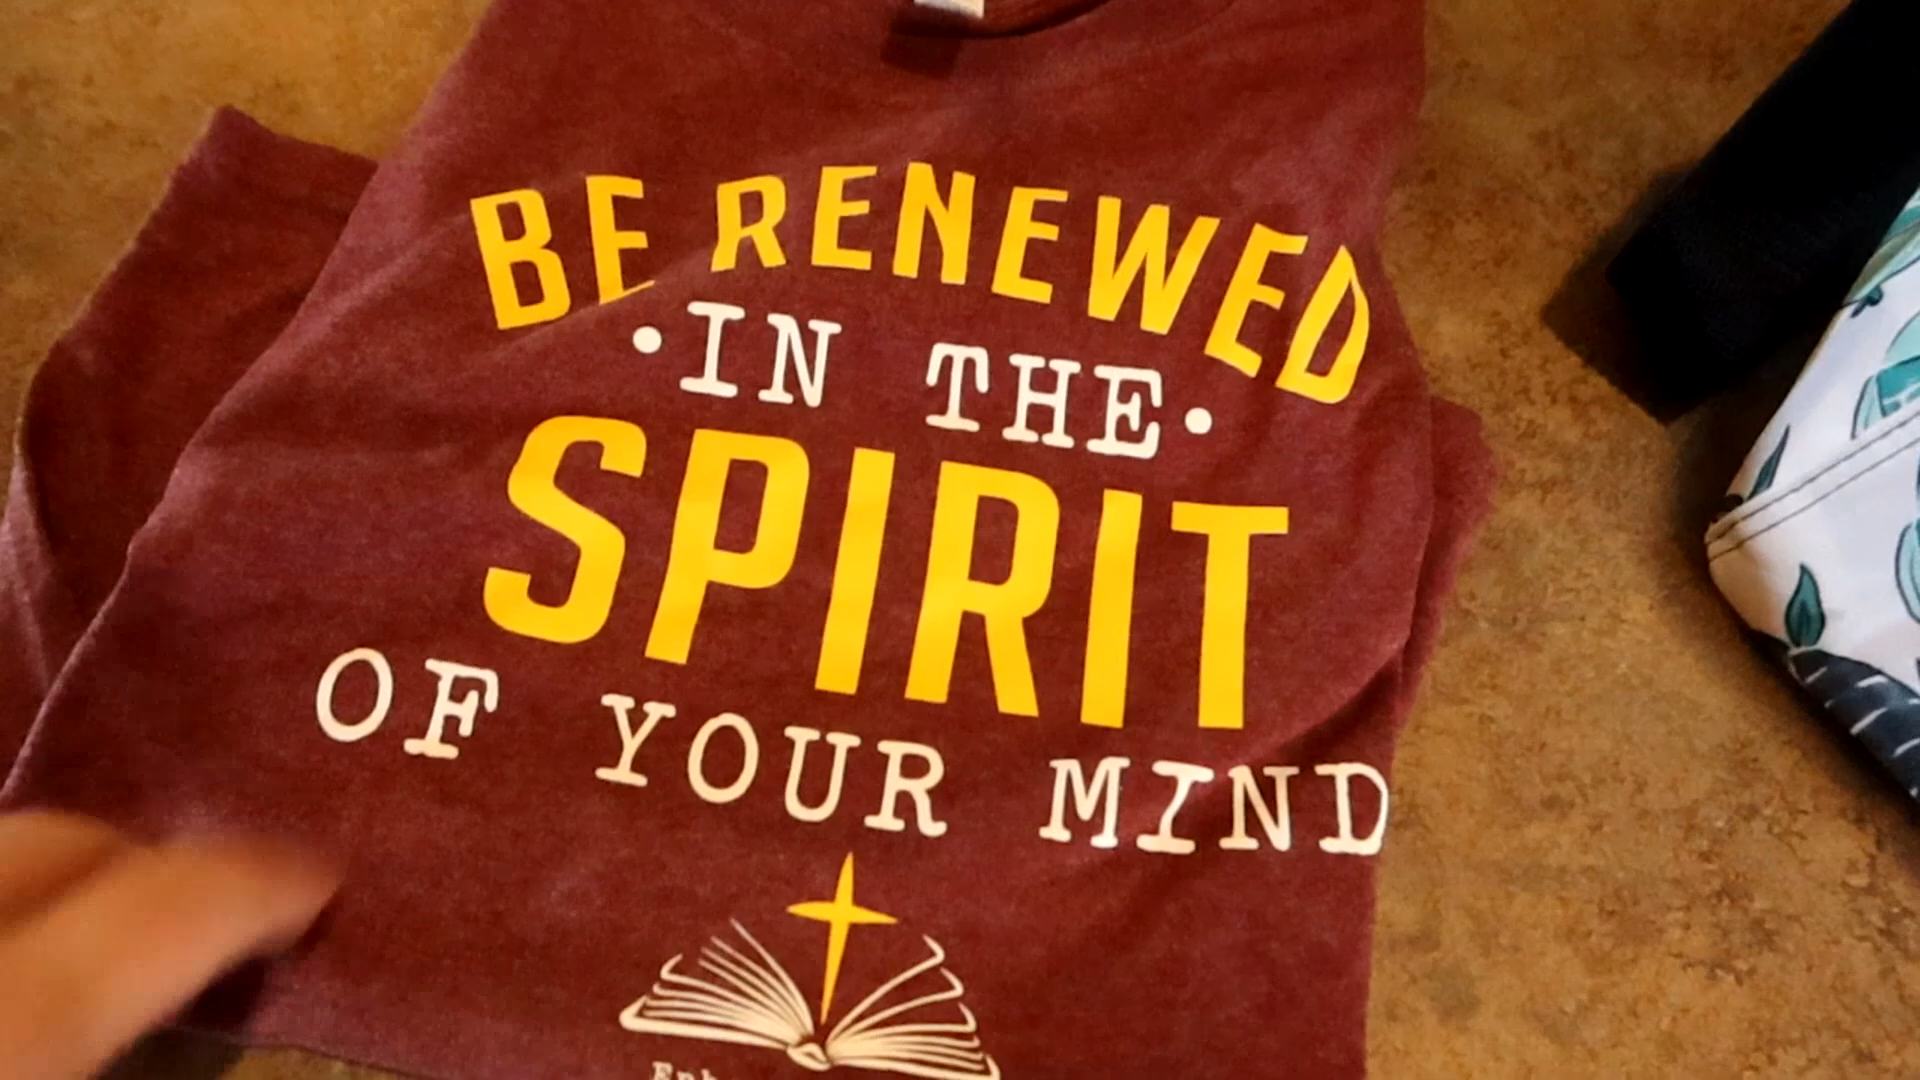 BE RENEWED
•IN THE•
SPIRIT
OF YOUR MIND